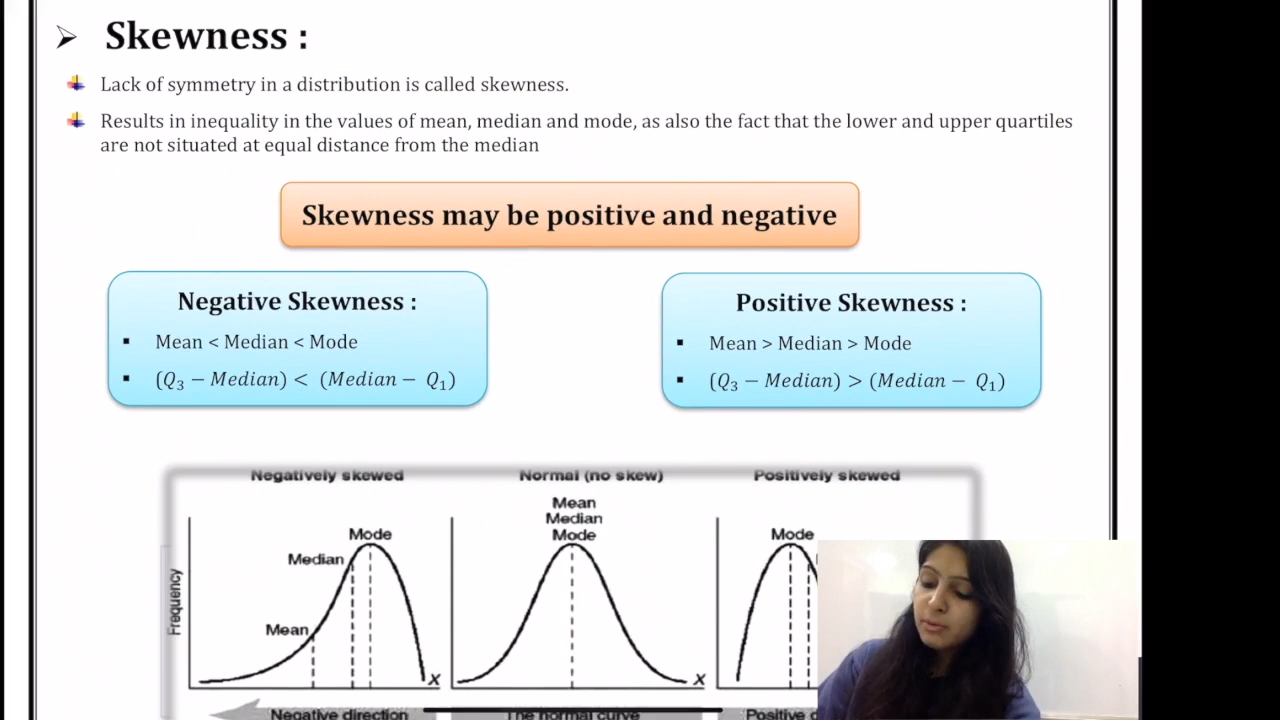 Skewness :
Lack of symmetry in a distribution is called skewness.
Results in inequality in the values of mean, median and mode, as also the fact that the lower and upper quartiles
are not situated at equal distance from the median
Skewness may be positive and negative
Negative Skewness :
Mean < Median < Mode
(Q₃ − Median) < (Median − Q₁)
Positive Skewness :
Mean > Median > Mode
(Q₃ − Median) > (Median − Q₁)
Negatively skewed
Normal (no skew)
Positively skewed
Frequency
Mode
Median
Mean
X
Mean
Median
Mode
X
Mode
Negative direction
The normal curve
Positive